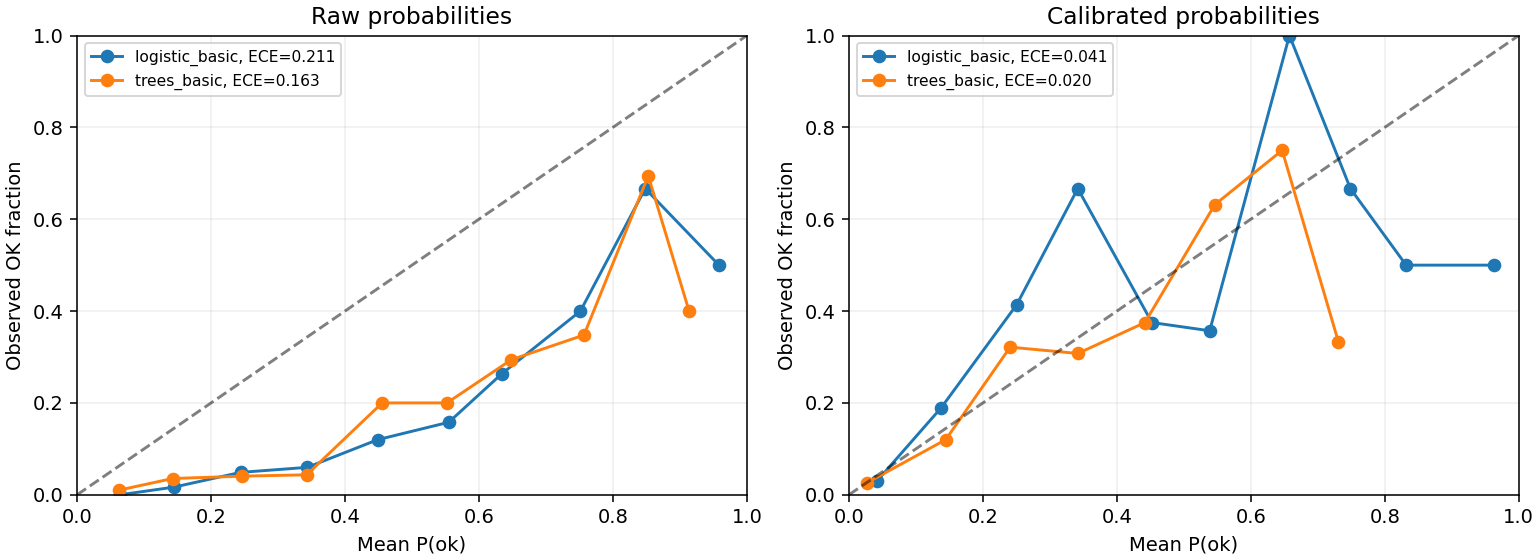 Raw probabilities
logistic_basic, ECE=0.211
trees_basic, ECE=0.163
Observed OK fraction
1.0
0.8
0.6
0.4
0.2
0.0
0.0 0.2 0.4 0.6 0.8 1.0
Mean P(ok)
Calibrated probabilities
logistic_basic, ECE=0.041
trees_basic, ECE=0.020
Observed OK fraction
1.0
0.8
0.6
0.4
0.2
0.0
0.0 0.2 0.4 0.6 0.8 1.0
Mean P(ok)